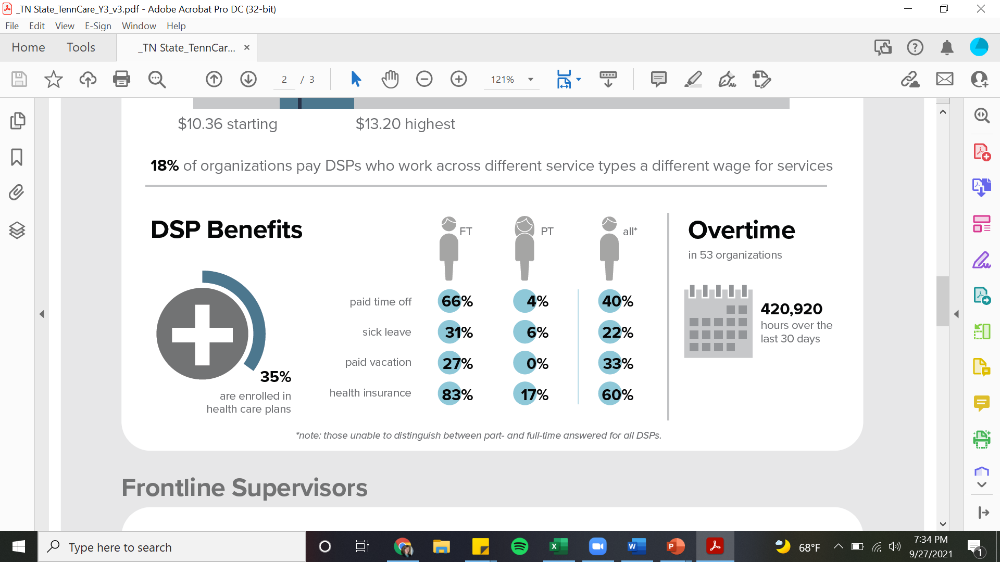 _TN State_TennCare_Y3_v3.pdf - Adobe Acrobat Pro DC (32-bit)
File Edit View E-Sign Window Help
Home Tools _TN State_TennCar... ×
2 / 3 121%
$10.36 starting $13.20 highest
18% of organizations pay DSPs who work across different service types a different wage for services
DSP Benefits
FT PT all*
35%
are enrolled in
health care plans
paid time off 66% 4% 40%
sick leave 31% 6% 22%
paid vacation 27% 0% 33%
health insurance 83% 17% 60%
*note: those unable to distinguish between part- and full-time answered for all DSPs.
Overtime
in 53 organizations
420,920
hours over the
last 30 days
Frontline Supervisors
Type here to search
68°F
7:34 PM
9/27/2021
1